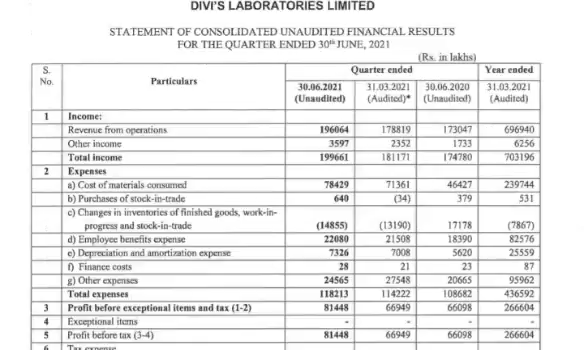 DIVI'S LABORATORIES LIMITED
STATEMENT OF CONSOLIDATED UNAUDITED FINANCIAL RESULTS
FOR THE QUARTER ENDED 30th JUNE, 2021
(Rs. in lakhs)
S. No. Particulars Quarter ended Year ended
30.06.2021 31.03.2021 30.06.2020 31.03.2021
(Unaudited) (Audited)* (Unaudited) (Audited)
1 Income:
Revenue from operations 196064 178819 173047 696940
Other income 3597 2352 1733 6256
Total income 199661 181171 174780 703196
2 Expenses
a) Cost of materials consumed 78429 71361 46427 239744
b) Purchases of stock-in-trade 640 (34) 379 531
c) Changes in inventories of finished goods, work-in-
progress and stock-in-trade (14855) (13190) 17178 (7867)
d) Employee benefits expense 22080 21508 18390 82576
e) Depreciation and amortization expense 7326 7008 5620 25559
f) Finance costs 28 21 23 87
g) Other expenses 24565 27548 20665 95962
Total expenses 118213 114222 108682 436592
3 Profit before exceptional items and tax (1-2) 81448 66949 66098 266604
4 Exceptional items - - - -
5 Profit before tax (3-4) 81448 66949 66098 266604
6 Tax expense